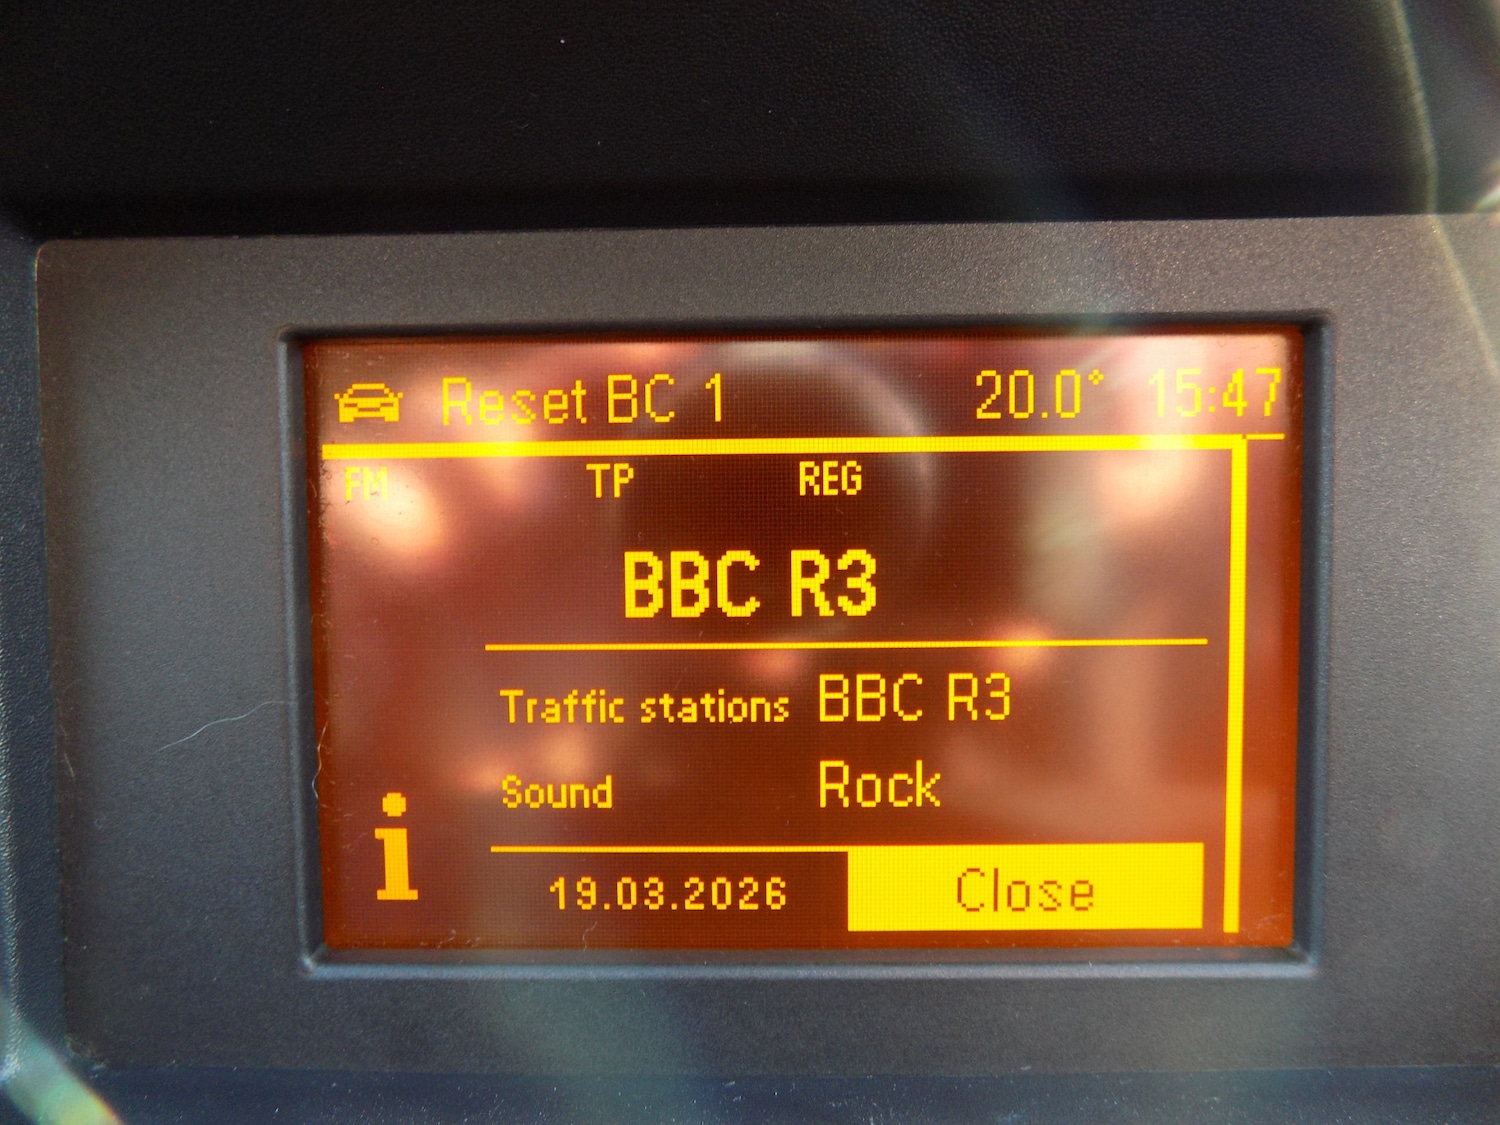 Reset BC 1 20.0° 15:47
FM TP REG
BBC R3
Traffic stations BBC R3
Sound Rock
i
19.03.2026 Close